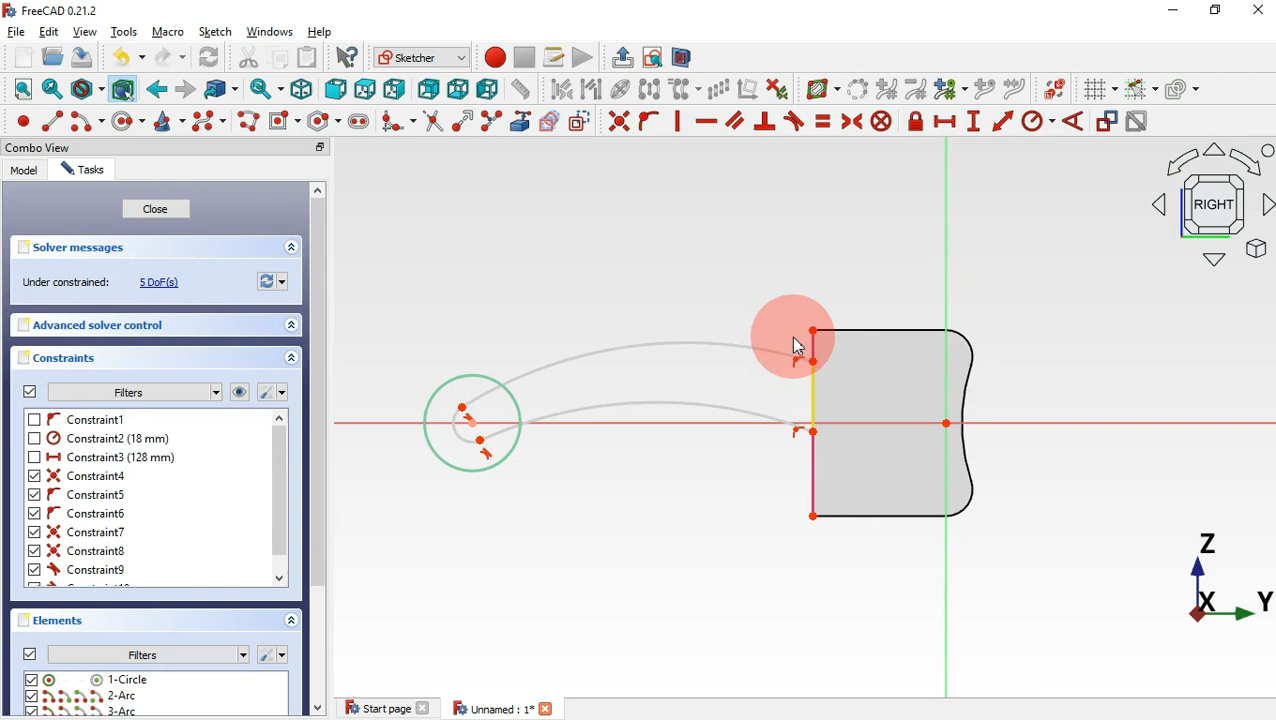 FreeCAD 0.21.2
File Edit View Tools Macro Sketch Windows Help
Sketcher
Combo View
Model Tasks
Close
Solver messages
Under constrained: 5 DoF(s)
Advanced solver control
Constraints
Filters
Constraint1
Constraint2 (18 mm)
Constraint3 (128 mm)
Constraint4
Constraint5
Constraint6
Constraint7
Constraint8
Constraint9
Constraint10
Elements
Filters
1-Circle
2-Arc
3-Arc
RIGHT
Z
X Y
Start page Unnamed : 1*